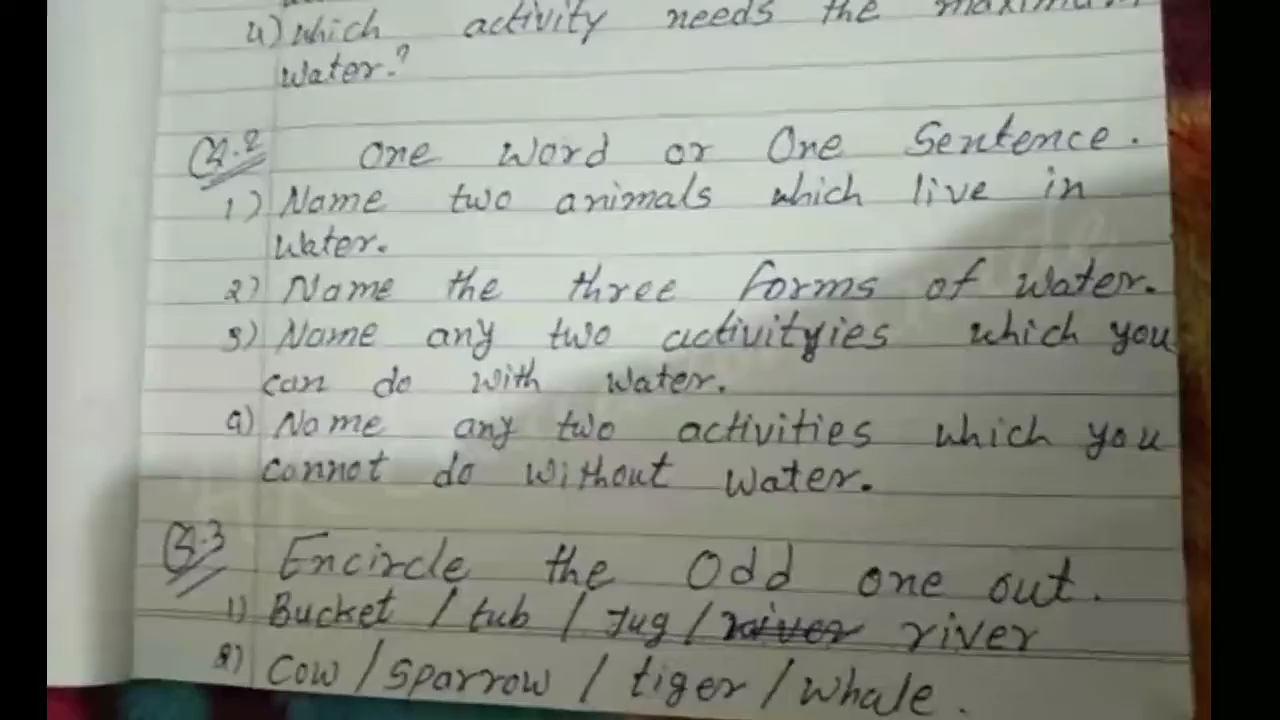 4) Which activity needs the maximum
Water.?
Q.2 One Word or One Sentence.
1) Name two animals which live in
Water.
2) Name the three forms of water.
3) Name any two activityies which you
can do with water.
4) Name any two activities which you
cannot do without water.
Q.3 Encircle the Odd one out.
1) Bucket / tub / Jug / river river
2) Cow / Sparrow / tiger / Whale.